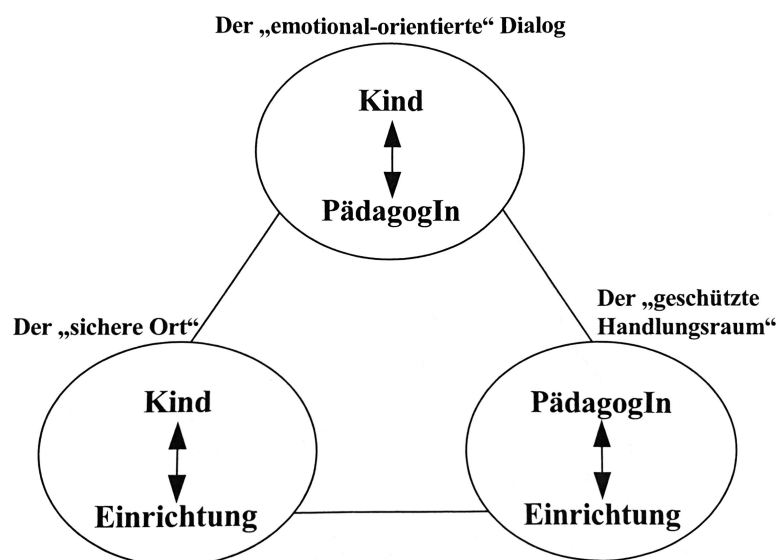 Der „emotional-orientierte“ Dialog
Kind
PädagogIn
Der „sichere Ort“
Kind
Einrichtung
Der „geschützte
Handlungsraum“
PädagogIn
Einrichtung